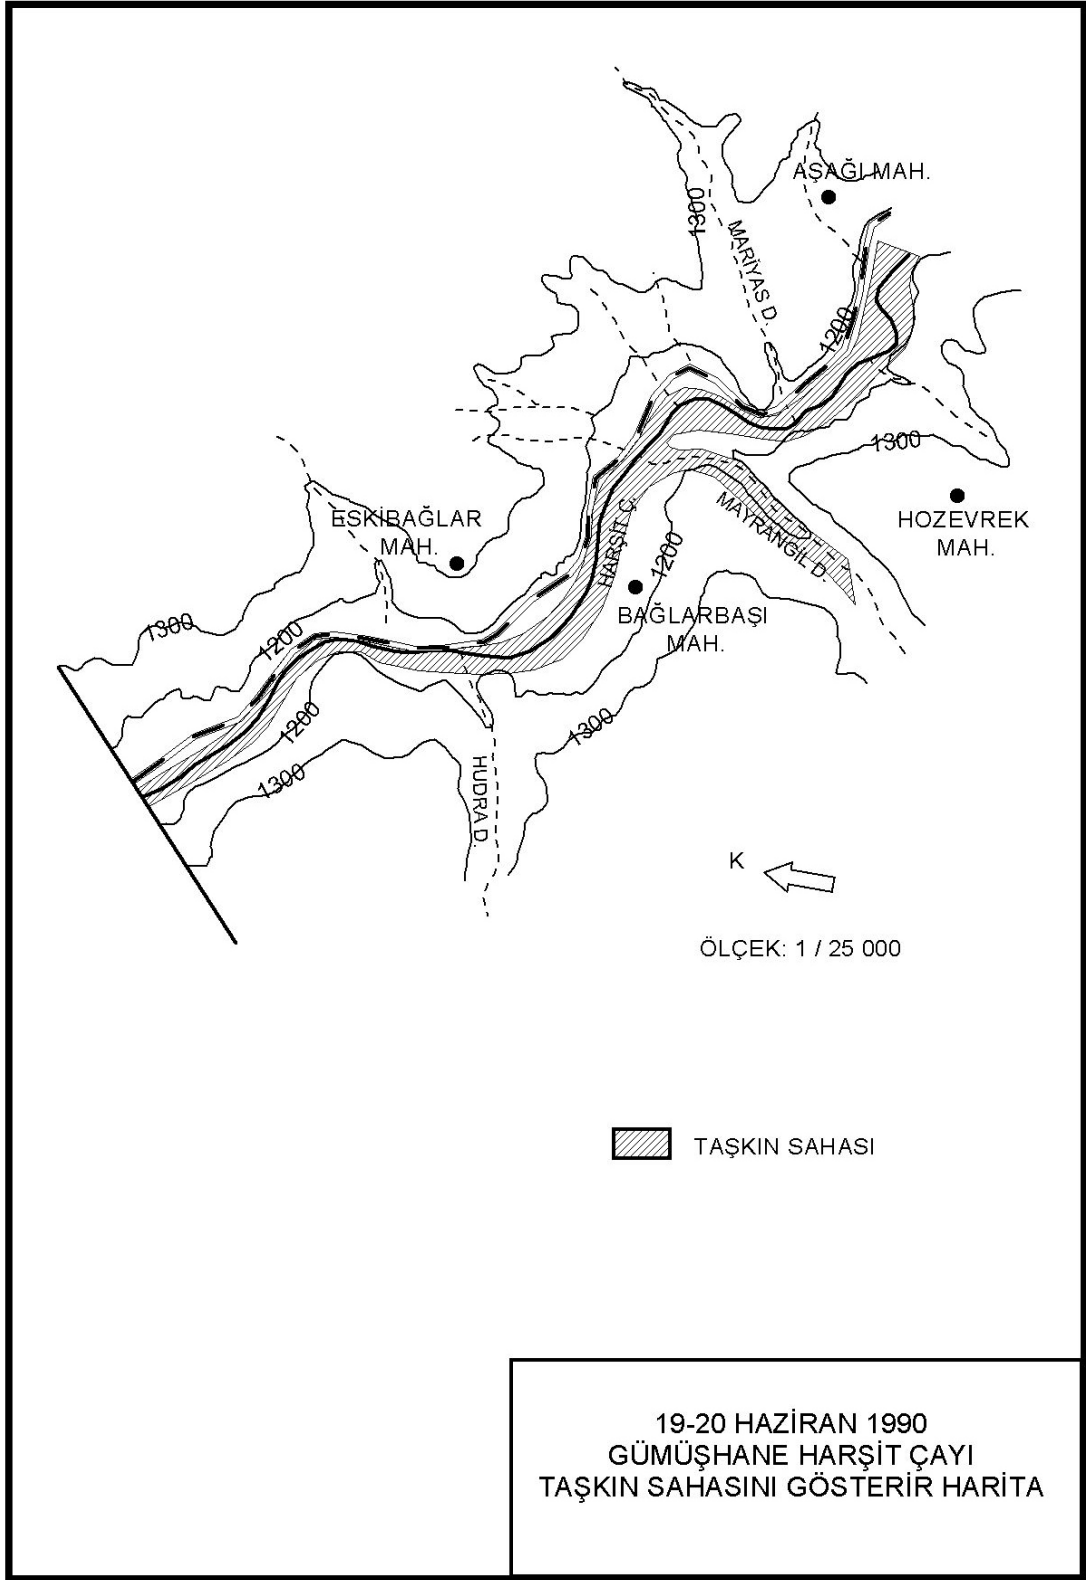 AŞAĞI MAH.
1300
MARİYAS D.
1200
1300
HOZEVREK
MAH.
ESKİBAĞLAR
MAH.
HARŞİT Ç.
MAYRANGİL D.
1200
BAĞLARBAŞI
MAH.
1300
1200
1200
1300
1300
HUDRA D.
K
ÖLÇEK: 1 / 25 000
TAŞKIN SAHASI
19-20 HAZİRAN 1990
GÜMÜŞHANE HARŞİT ÇAYI
TAŞKIN SAHASINI GÖSTERİR HARİTA